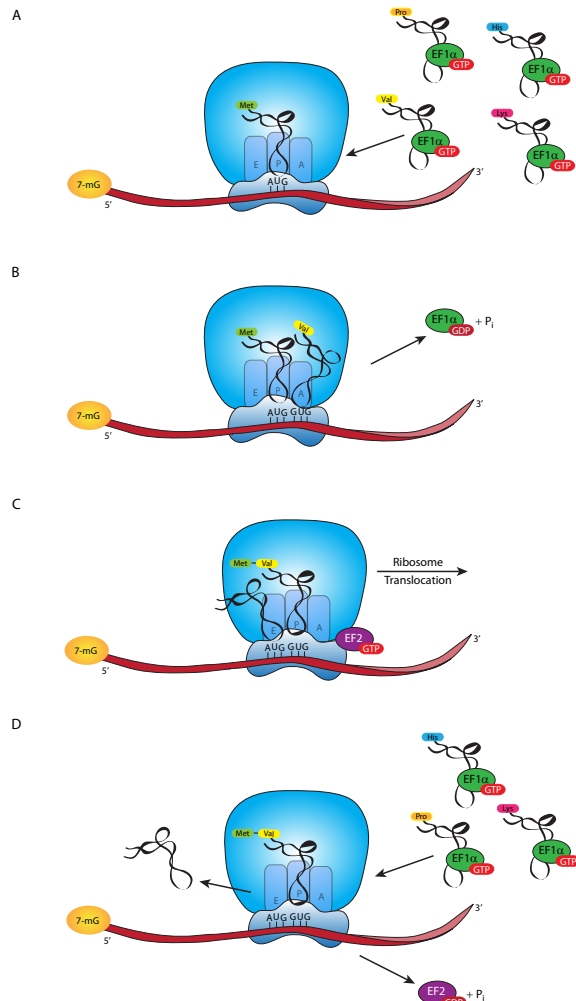 A
Pro
His
EF1α
GTP
EF1α
GTP
Met
Val
Lys
EF1α
GTP
EF1α
GTP
E P A
AUG
7-mG
5′
3′
B
Met
Val
EF1α
GDP
+ Pi
E P A
AUG GUG
7-mG
5′
3′
C
Met
Val
Ribosome
Translocation
E P A
EF2
GTP
AUG GUG
7-mG
5′
3′
D
His
EF1α
GTP
Met
Val
Pro
Lys
EF1α
GTP
EF1α
GTP
E P A
AUG GUG
7-mG
5′
3′
EF2
GDP
+ Pi